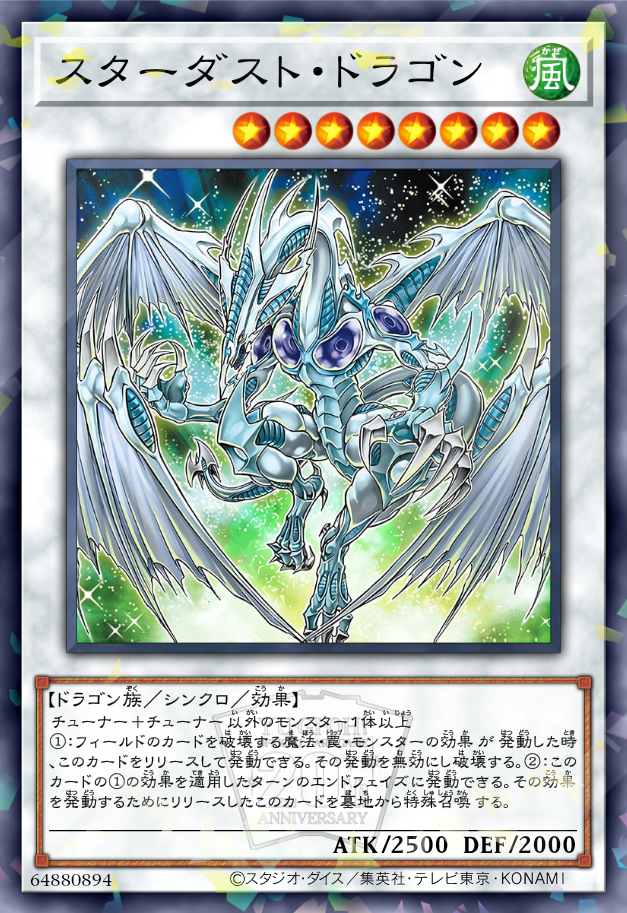 スターダスト・ドラゴン
風
【ドラゴン族／シンクロ／効果】
チューナー＋チューナー以外のモンスター1体以上
①：フィールドのカードを破壊する魔法・罠・モンスターの効果が発動した時
、このカードをリリースして発動できる。その発動を無効にし破壊する。②：この
カードの①の効果を適用したターンのエンドフェイズに発動できる。その効果
を発動するためにリリースしたこのカードを墓地から特殊召喚する。
ANNIVERSARY
ATK/2500 DEF/2000
64880894
©スタジオ・ダイス／集英社・テレビ東京・KONAMI